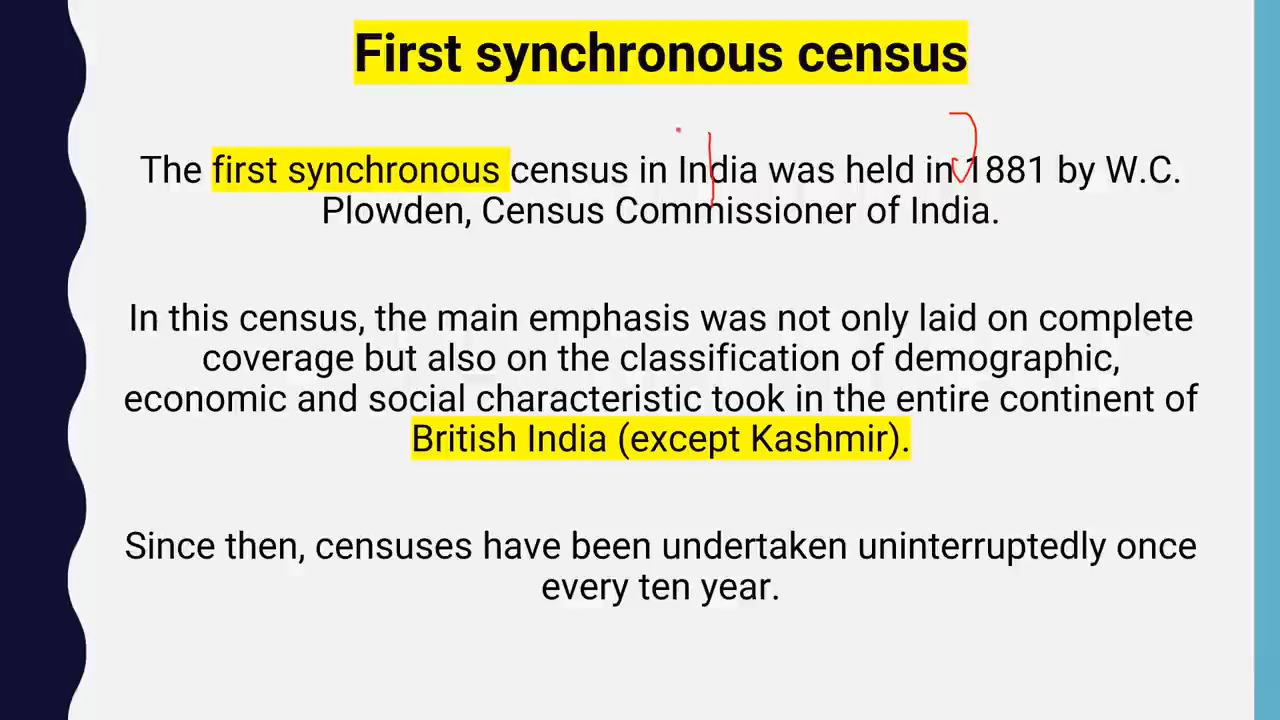 First synchronous census
The first synchronous census in India was held in 1881 by W.C.
Plowden, Census Commissioner of India.
In this census, the main emphasis was not only laid on complete
coverage but also on the classification of demographic,
economic and social characteristic took in the entire continent of
British India (except Kashmir).
Since then, censuses have been undertaken uninterruptedly once
every ten year.